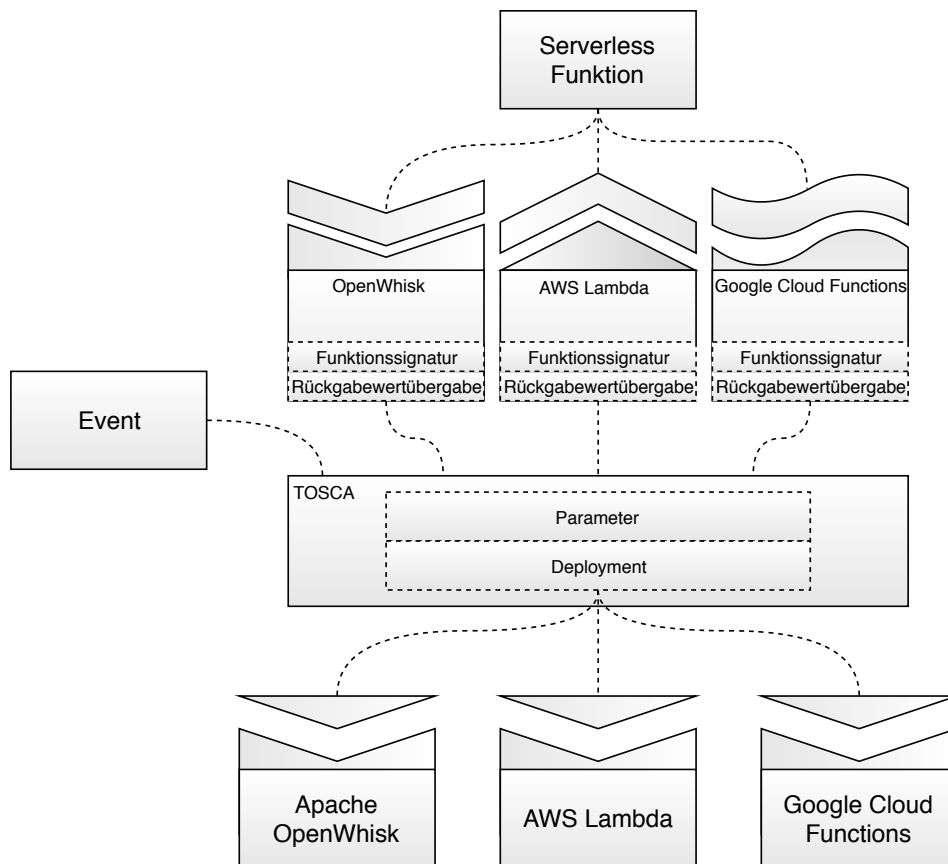 Serverless
Funktion
OpenWhisk
AWS Lambda
Google Cloud Functions
Funktionssignatur
Funktionssignatur
Funktionssignatur
Rückgabewertübergabe
Rückgabewertübergabe
Rückgabewertübergabe
Event
TOSCA
Parameter
Deployment
Apache
OpenWhisk
AWS Lambda
Google Cloud
Functions